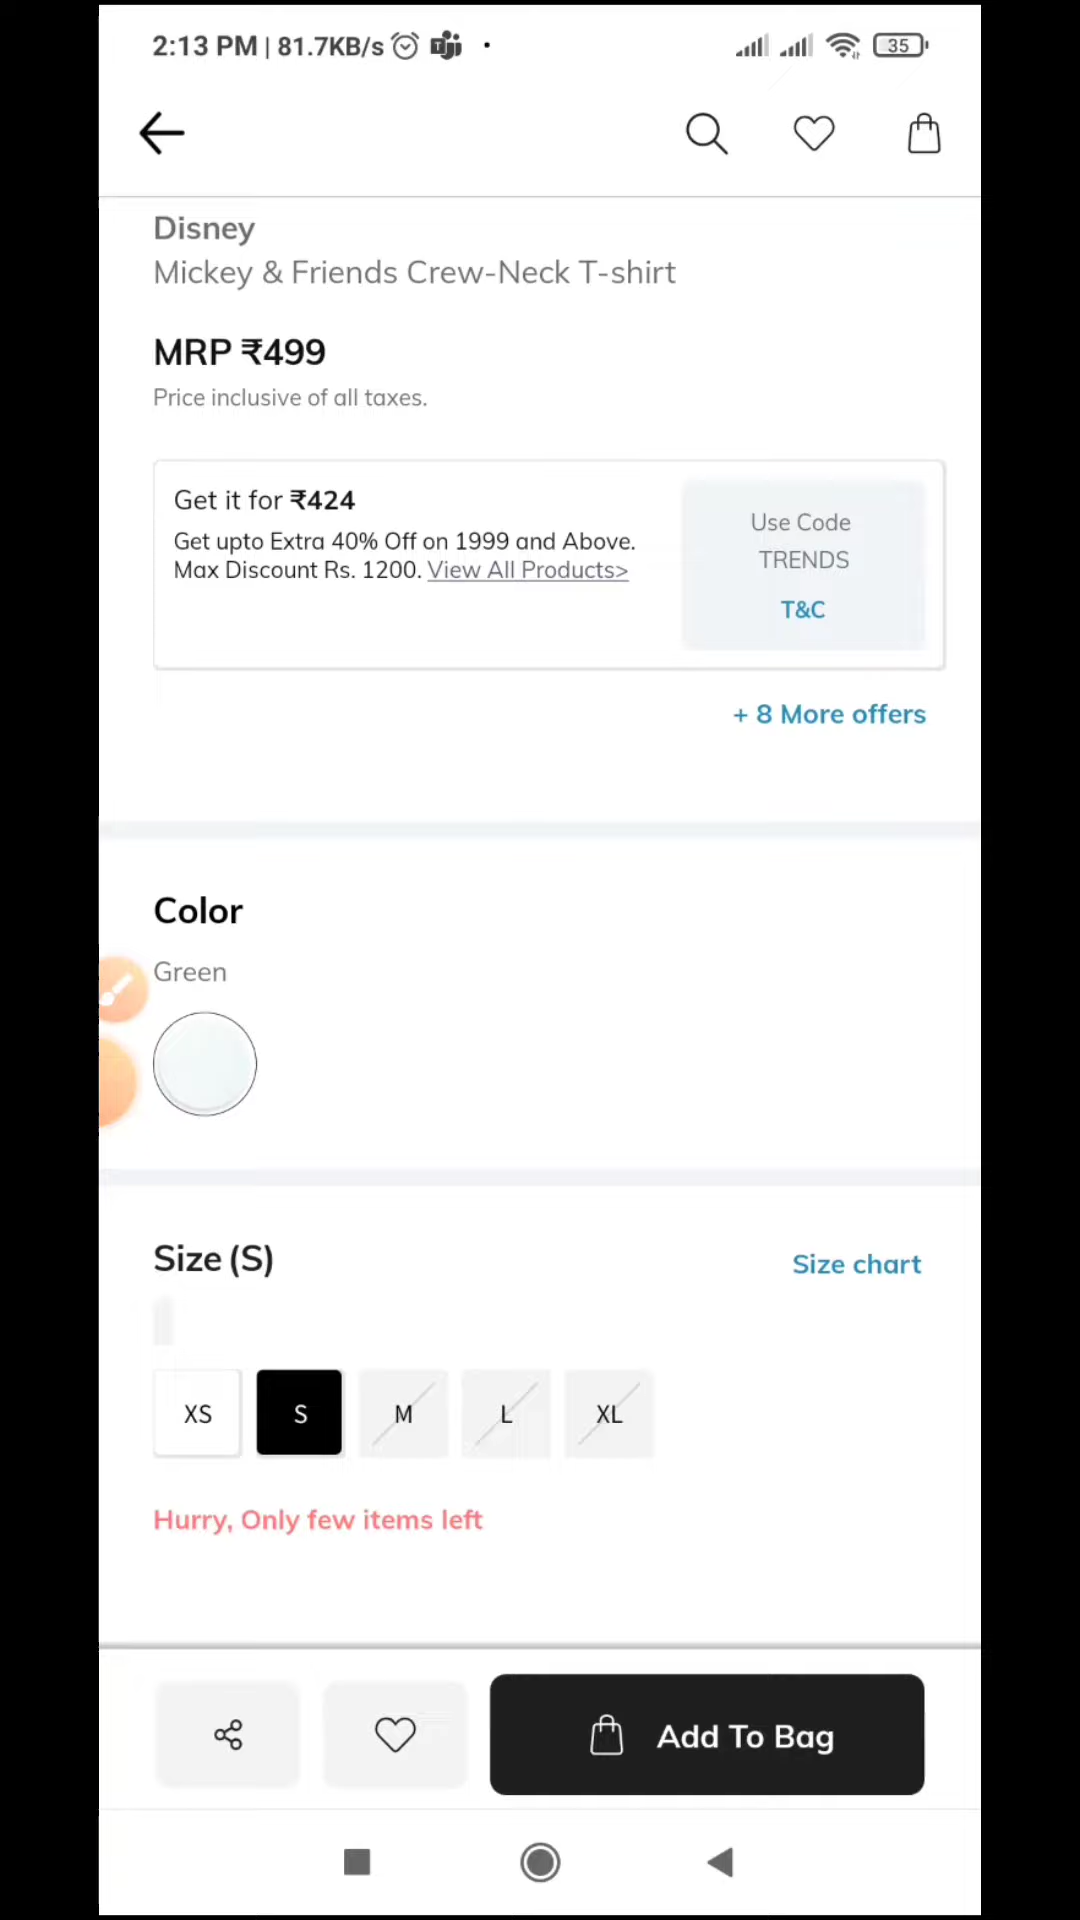 2:13 PM | 81.7KB/s
35
Disney
Mickey & Friends Crew-Neck T-shirt
MRP ₹499
Price inclusive of all taxes.
Get it for ₹424
Get upto Extra 40% Off on 1999 and Above.
Max Discount Rs. 1200. View All Products>
Use Code
TRENDS
T&C
+ 8 More offers
Color
Green
Size (S)
Size chart
XS
S
M
L
XL
Hurry, Only few items left
Add To Bag